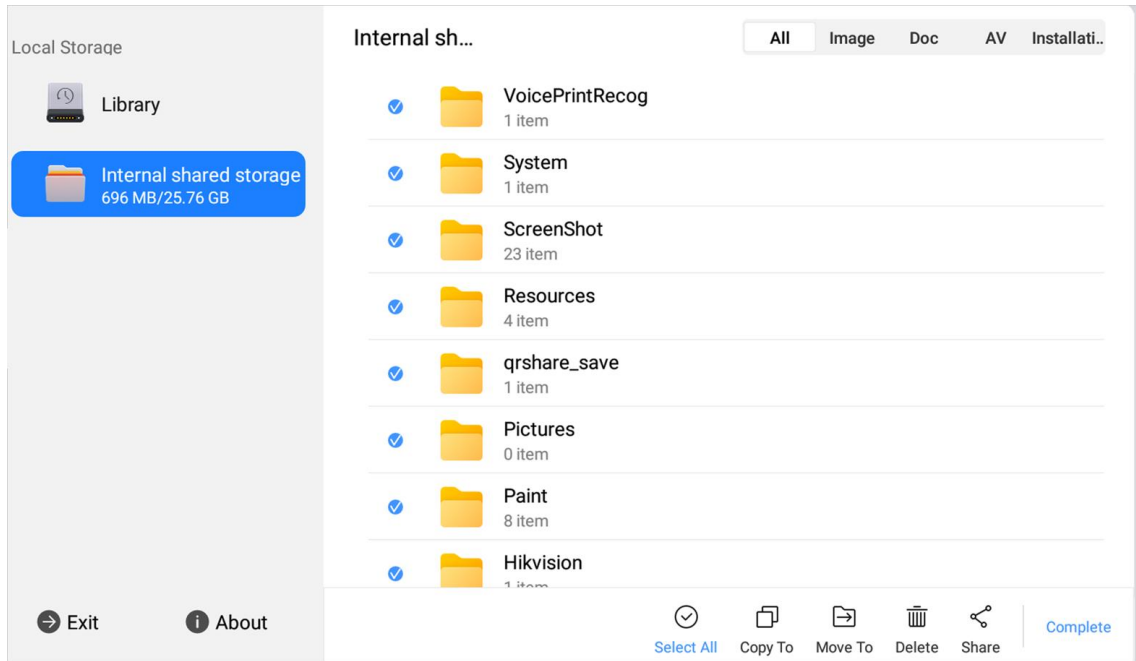 Local Storage
Library
Internal shared storage
696 MB/25.76 GB
Exit
About
Internal sh...
All
Image
Doc
AV
Installati..
VoicePrintRecog
1 item
System
1 item
ScreenShot
23 item
Resources
4 item
qrshare_save
1 item
Pictures
0 item
Paint
8 item
Hikvision
1 item
Select All
Copy To
Move To
Delete
Share
Complete